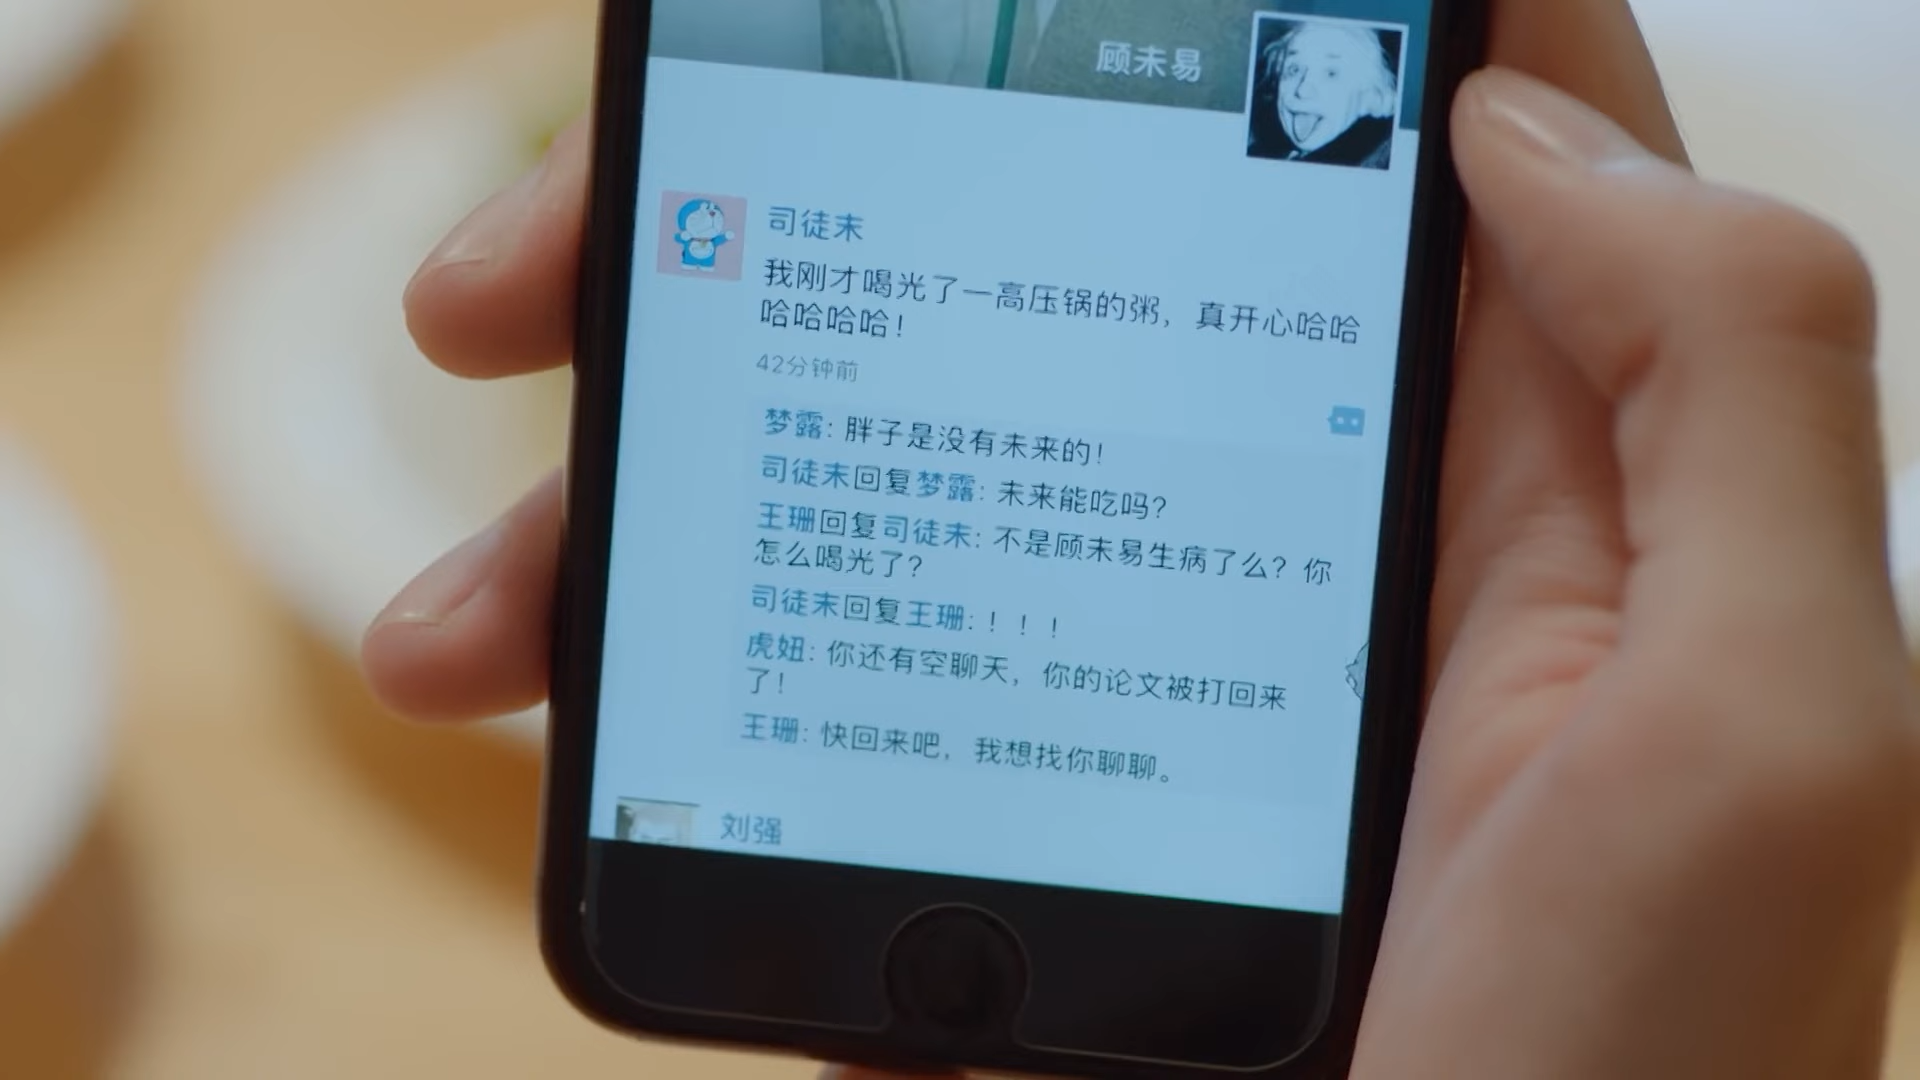 顾未易
司徒末
我刚才喝光了一高压锅的粥，真开心哈哈
哈哈哈哈！
42分钟前
梦露：胖子是没有未来的！
司徒末回复梦露：未来能吃吗？
王珊回复司徒末：不是顾未易生病了么？你
怎么喝光了？
司徒末回复王珊：！！！
虎妞：你还有空聊天，你的论文被打回来
了！
王珊：快回来吧，我想找你聊聊。
刘强